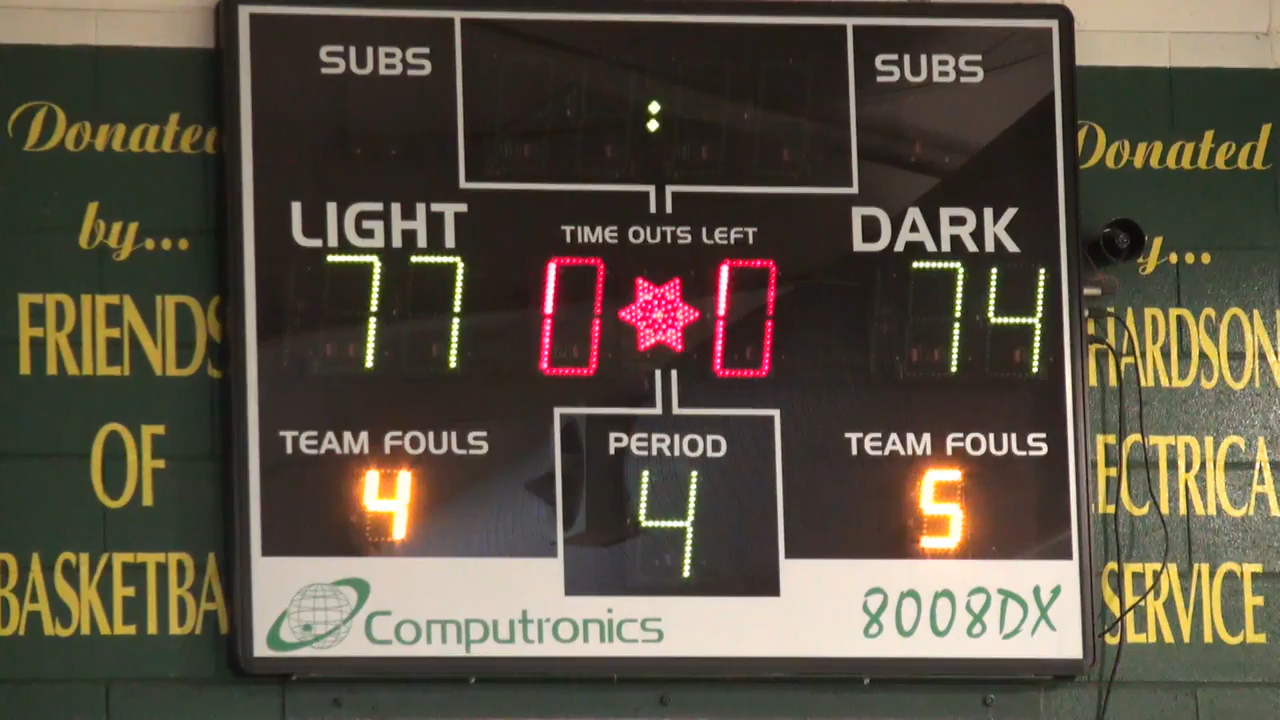 SUBS
:
SUBS
Donated
by...
FRIENDS
OF
BASKETBA
LIGHT
TIME OUTS LEFT
DARK
77
0
0
74
TEAM FOULS
PERIOD
TEAM FOULS
4
4
5
Computronics
8008DX
Donated
y...
HARDSON
ECTRICA
SERVICE